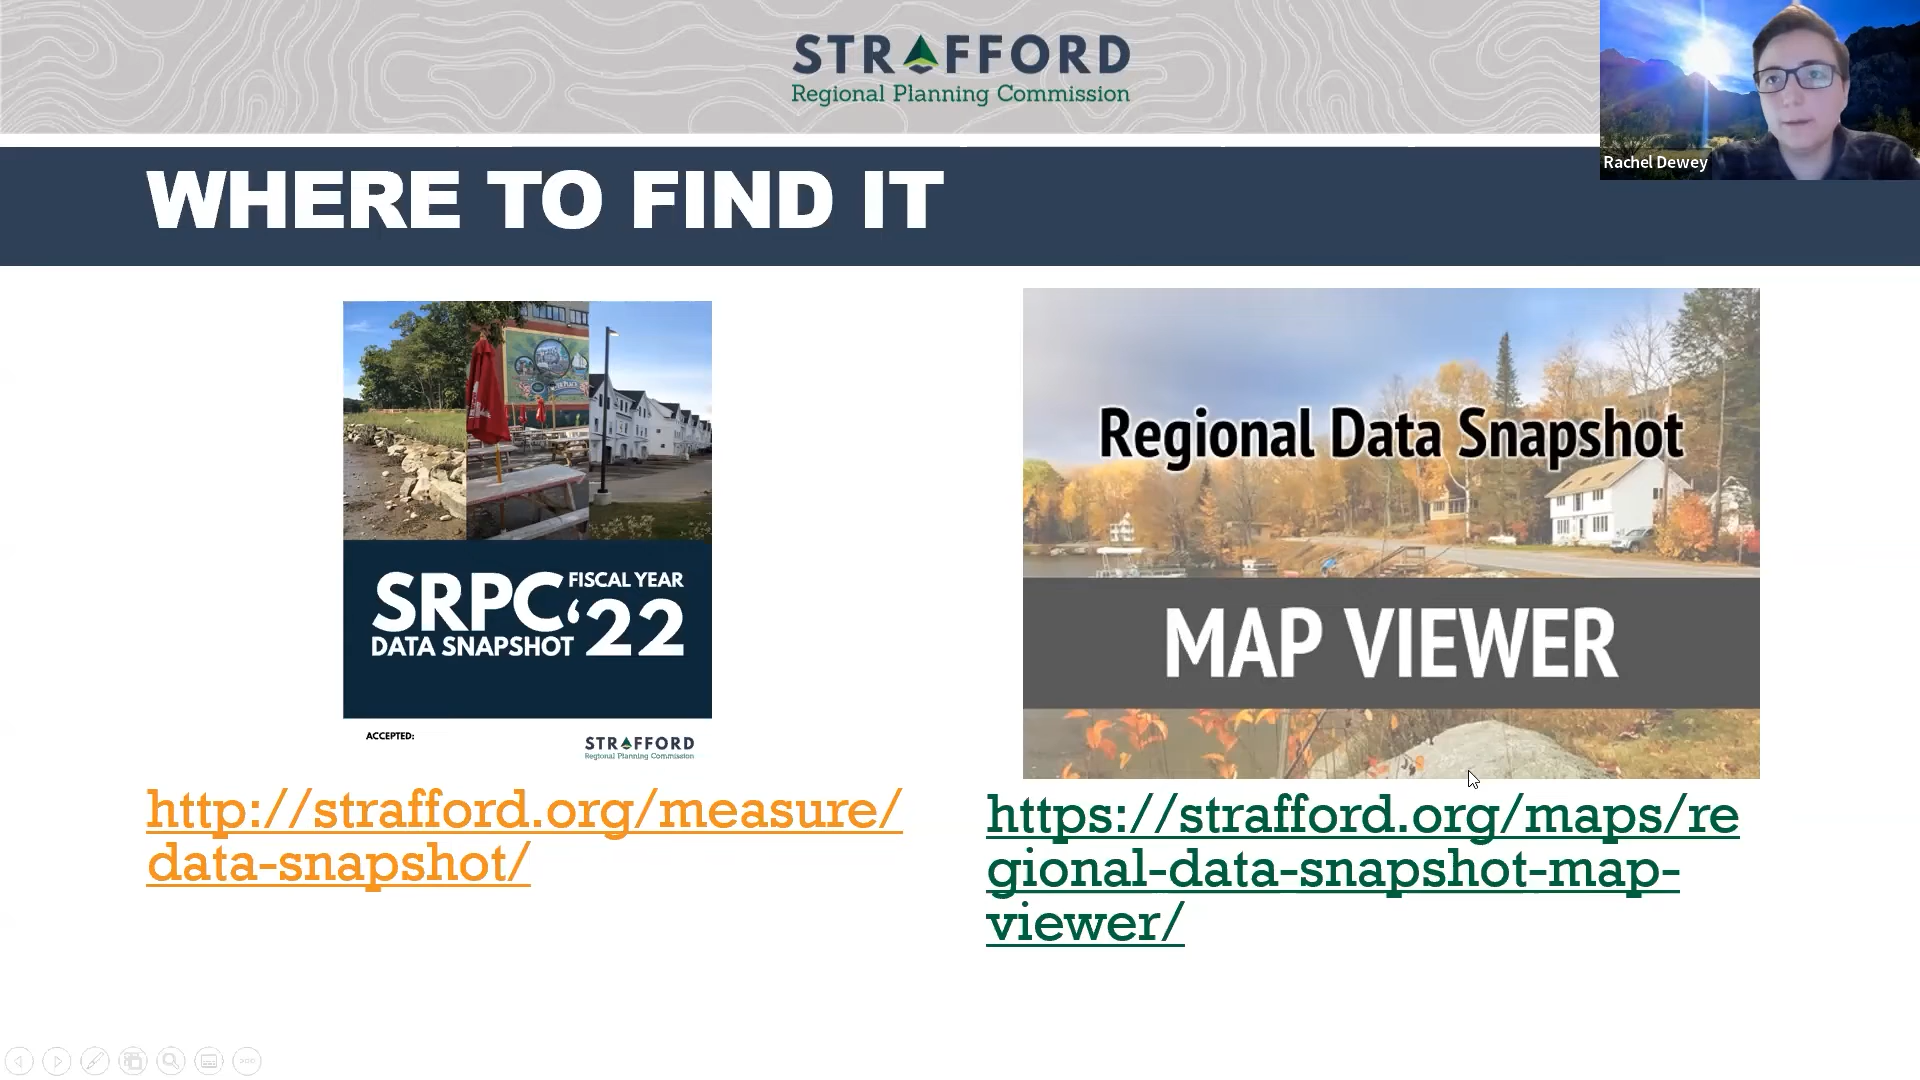 STRAFFORD
Regional Planning Commission
Rachel Dewey
WHERE TO FIND IT
SRPC FISCAL YEAR
DATA SNAPSHOT '22
ACCEPTED:
STRAFFORD
Regional Planning Commission
http://strafford.org/measure/
data-snapshot/
Regional Data Snapshot
MAP VIEWER
https://strafford.org/maps/re
gional-data-snapshot-map-
viewer/